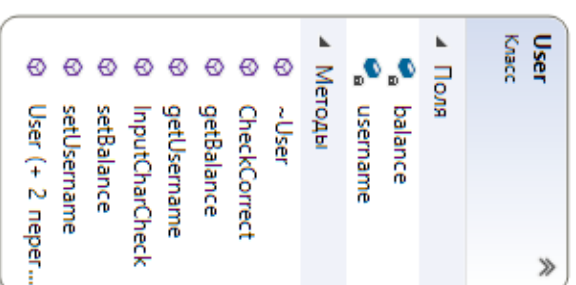 User
Класс
Поля
balance
username
Методы
~User
CheckCorrect
getBalance
getUsername
InputCharCheck
setBalance
setUsername
User (+ 2 перег...